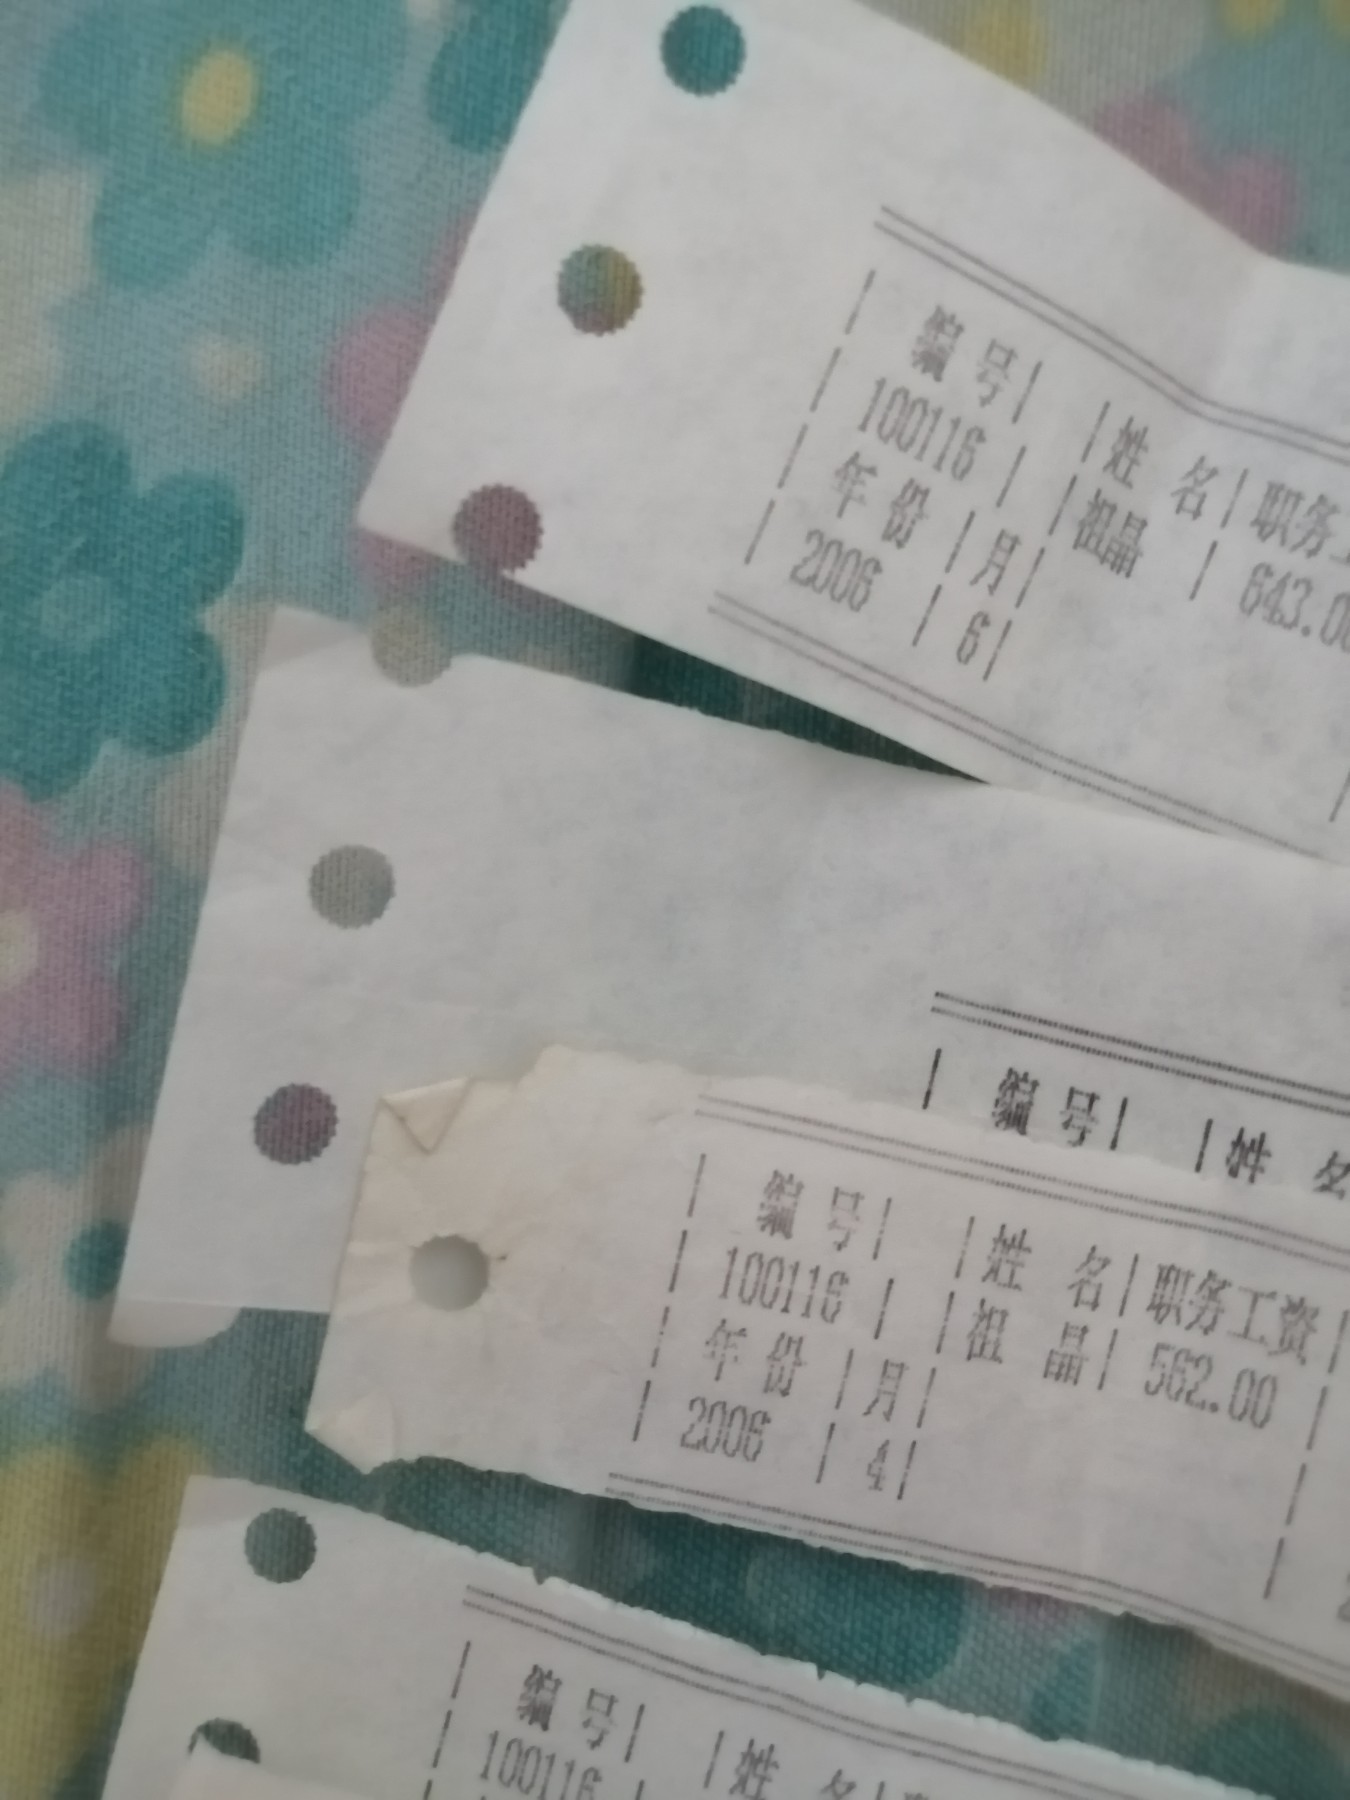 编 号| |姓 名|职务工
100116 | |祖晶 | 643.0
年 份 |月|
2006 | 6|
编 号| |姓 名
编 号| |姓 名|职务工资|
100116 | |祖 晶| 562.00 |
年 份 |月|
2006 | 4|
编 号| |姓 名|
100116 |